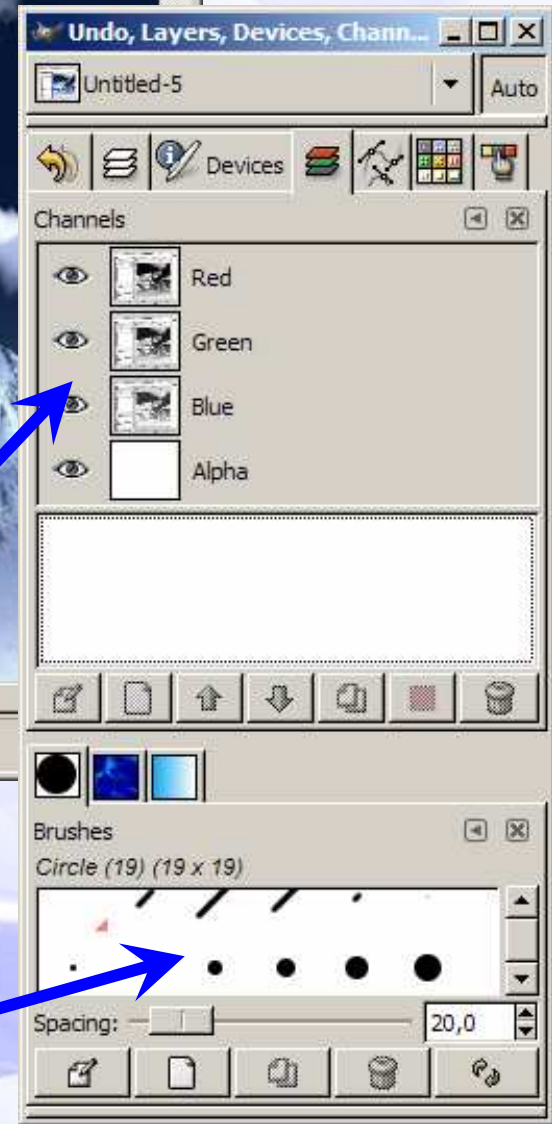 Undo, Layers, Devices, Chann...
Untitled-5
Auto
Devices
Channels
Red
Green
Blue
Alpha
Brushes
Circle (19) (19 x 19)
Spacing:
20,0